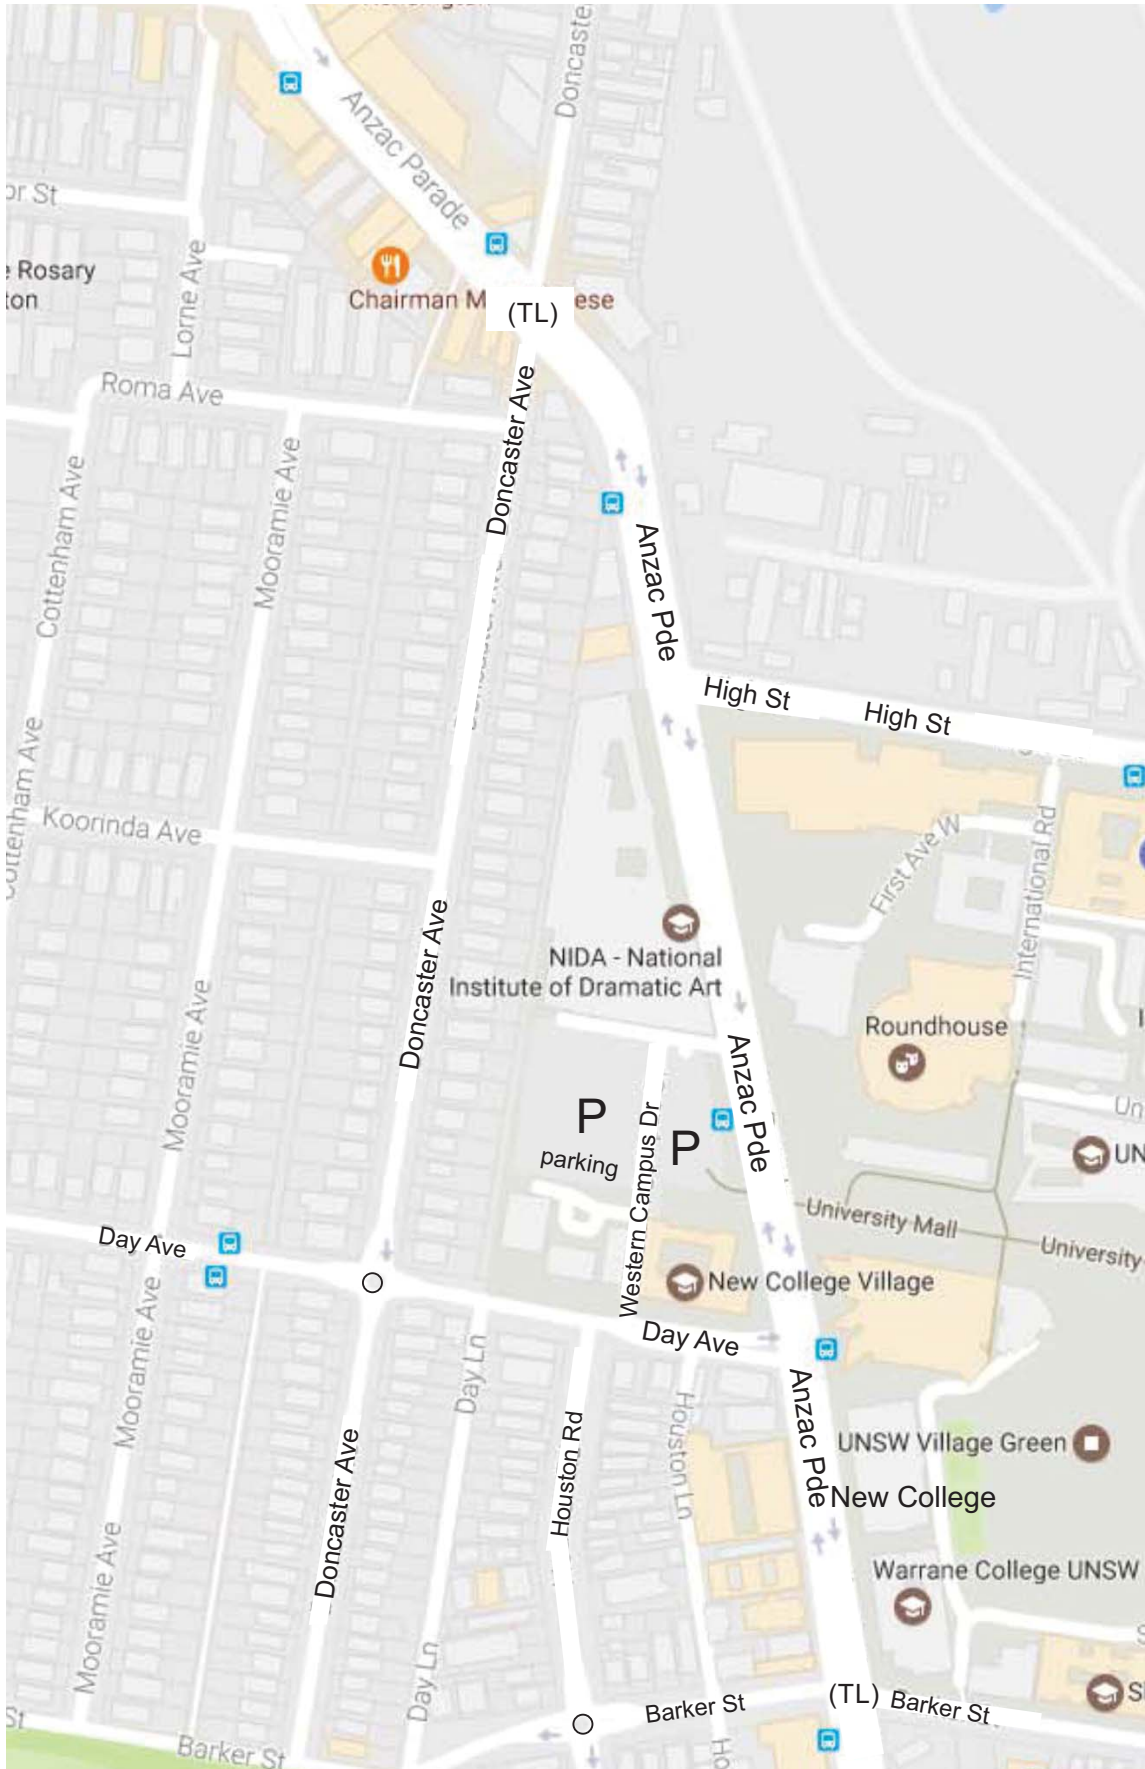 Doncaste
Anzac Parade
or St
e Rosary
ton
Lorne Ave
Chairman M
ese
(TL)
Roma Ave
Doncaster Ave
Cottenham Ave
Mooramie Ave
Anzac Pde
High St
High St
Cottenham Ave
Koorinda Ave
First Ave W
International Rd
Doncaster Ave
NIDA - National
Institute of Dramatic Art
Mooramie Ave
Roundhouse
Anzac Pde
P
parking
Western Campus Dr
P
Un
UN
University Mall
University
Day Ave
New College Village
Mooramie Ave
Day Ave
Day Ln
Houston Ln
Houston Rd
Anzac Pde
UNSW Village Green
New College
Doncaster Ave
Warrane College UNSW
Mooramie Ave
Day Ln
S
(TL)
Barker St
Barker St
St
Barker St
Ho